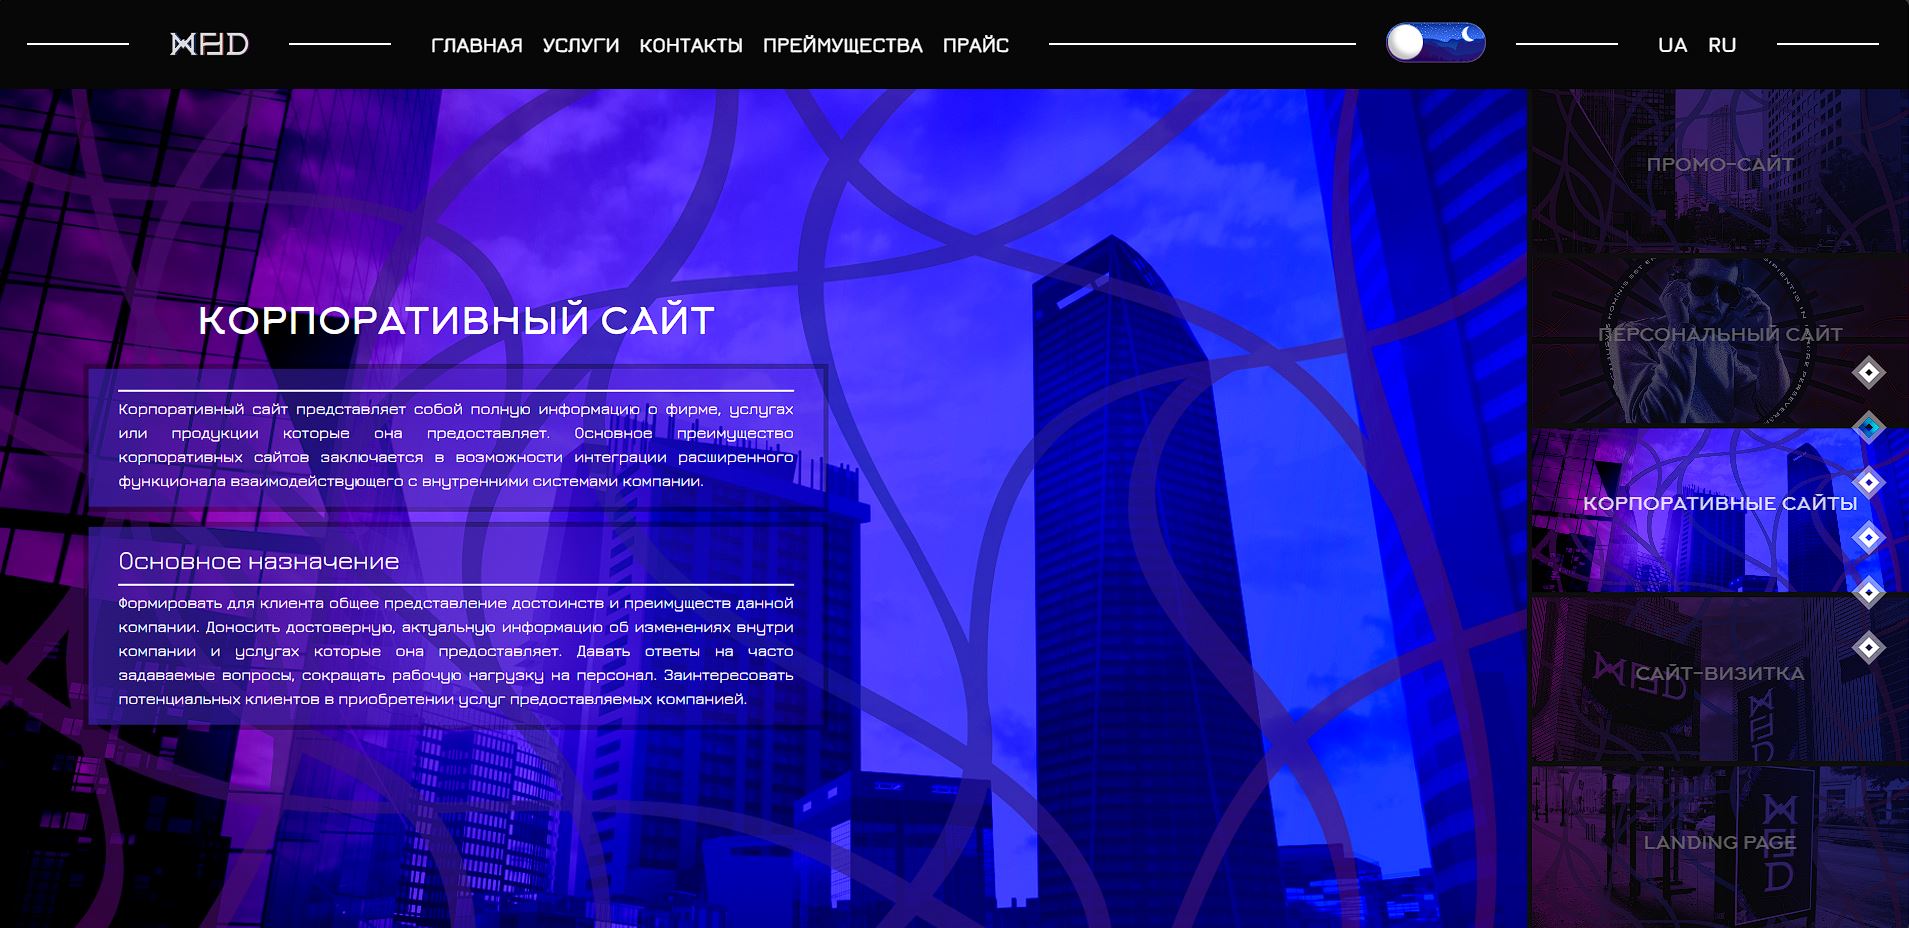 MFD
ГЛАВНАЯ УСЛУГИ КОНТАКТЫ ПРЕЙМУЩЕСТВА ПРАЙС
UA RU
КОРПОРАТИВНЫЙ САЙТ
Корпоративный сайт представляет собой полную информацию о фирме, услугах
или продукции которые она предоставляет. Основное преимущество
корпоративных сайтов заключается в возможности интеграции расширенного
функционала взаимодействующего с внутренними системами компании.
Основное назначение
Формировать для клиента общее представление достоинств и преимуществ данной
компании. Доносить достоверную, актуальную информацию об изменениях внутри
компании и услугах которые она предоставляет. Давать ответы на часто
задаваемые вопросы, сокращать рабочую нагрузку на персонал. Заинтересовать
потенциальных клиентов в приобретении услуг предоставляемых компанией.
ПРОМО-САЙТ
ПЕРСОНАЛЬНЫЙ САЙТ
КОРПОРАТИВНЫЕ САЙТЫ
САЙТ-ВИЗИТКА
LANDING PAGE